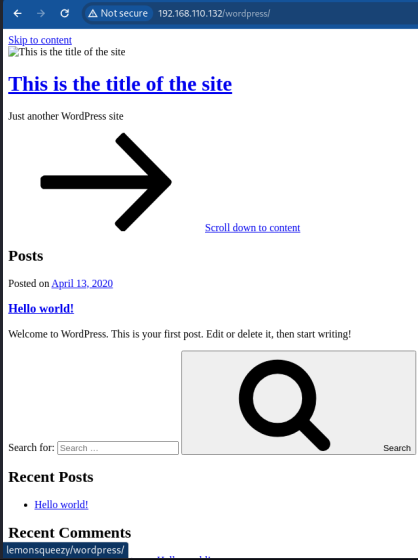 Not secure 192.168.110.132/wordpress/
Skip to content
This is the title of the site
This is the title of the site
Just another WordPress site
Scroll down to content
Posts
Posted on April 13, 2020
Hello world!
Welcome to WordPress. This is your first post. Edit or delete it, then start writing!
Search for: Search … Search
Recent Posts
Hello world!
Recent Comments
lemonsqueezy/wordpress/